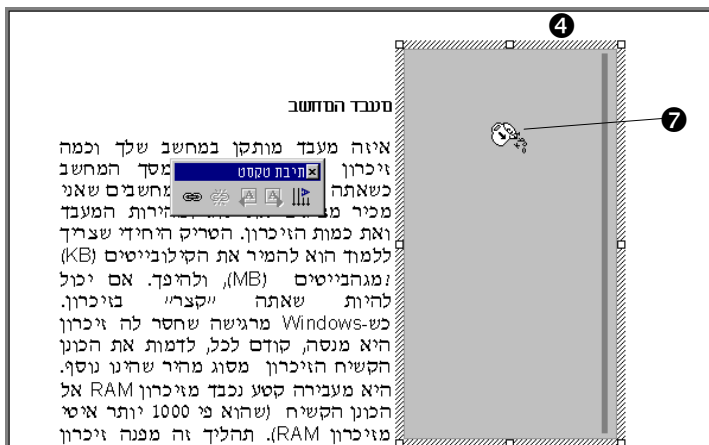 4
7
מעבד המחשב
איזה מעבד מותקן במחשב שלך וכמה
זיכרון מסך המחשב
תיבת טקסט
כשאתה מחשבים שאני
מכיר המעבד
ואת כמות הזיכרון. הטריק היחידי שצריך
ללמוד הוא להמיר את הקילובייטים (KB)
למגהבייטים (MB), ולהיפך. אם יכול
להיות שאתה "קצר" בזיכרון.
כש-Windows מרגישה שחסר לה זיכרון
היא מנסה, קודם לכל, לדמות את הכונן
הקשיח הזיכרון מסוג מהיר שהינו נוסף.
היא מעבירה קטע נכבד מזיכרון RAM אל
הכונן הקשיח (שהוא פי 1000 יותר איטי
מזיכרון RAM). תהליך זה מפנה זיכרון